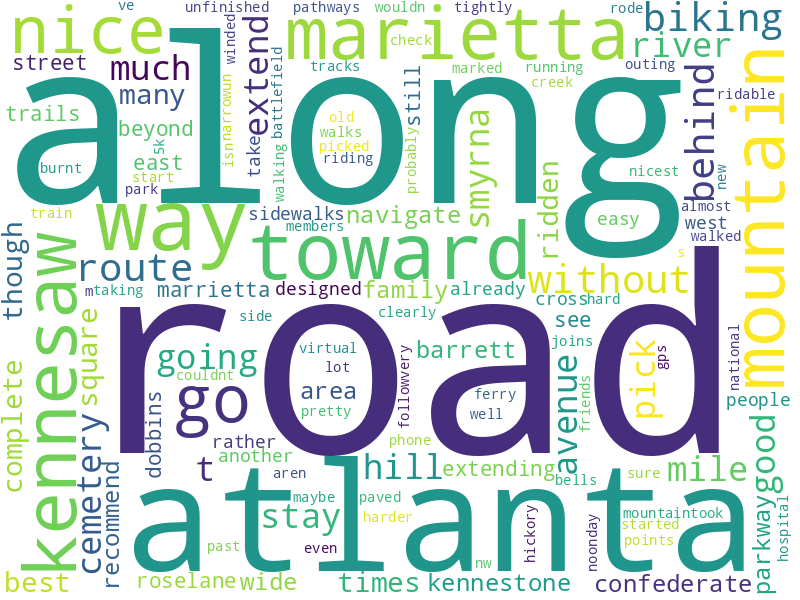 ve
unfinished
pathways
wouldn
tightly
rode
nice
marietta
biking
street
much
winded
extend
check
river
tracks
marked
running
outing
along
many
trails
beyond
5k
east
burnt
start
park
isn
narrowun
take
battlefield
walking
old
walks
picked
riding
still
probably
smyrna
creek
nicest
behind
ridable
mountain
new
train
way
sidewalks
members
navigate
ridden
easy
almost
west
walked
s
though
kennesaw
route
toward
without
m
taking
marrietta
designed
family
already
cross
hard
square
side
clearly
see
people
road
going
virtual
couldnt
lot
area
pretty
followvery
barrett
ferry
well
avenue
joins
friends
pick
gps
national
complete
cemetery
recommend
dobbins
go
rather
another
t
phone
hill
extending
bells
sure
mile
parkway
good
hospital
atlanta
stay
maybe
paved
aren
harder
hickory
noonday
mountaintook
started
points
past
even
nw
best
roselane
wide
times
kennestone
confederate